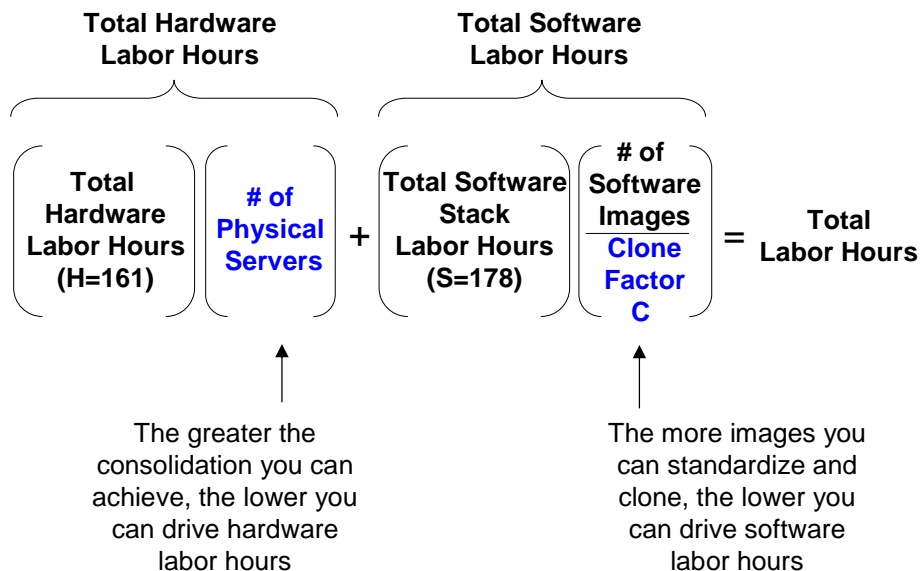 Total Hardware
Labor Hours
Total Software
Labor Hours
Total
Hardware
Labor Hours
(H=161)
# of
Physical
Servers
+
Total Software
Stack
Labor Hours
(S=178)
# of
Software
Images
Clone
Factor
C
=
Total
Labor Hours
The greater the
consolidation you can
achieve, the lower you
can drive hardware
labor hours
The more images you
can standardize and
clone, the lower you
can drive software
labor hours